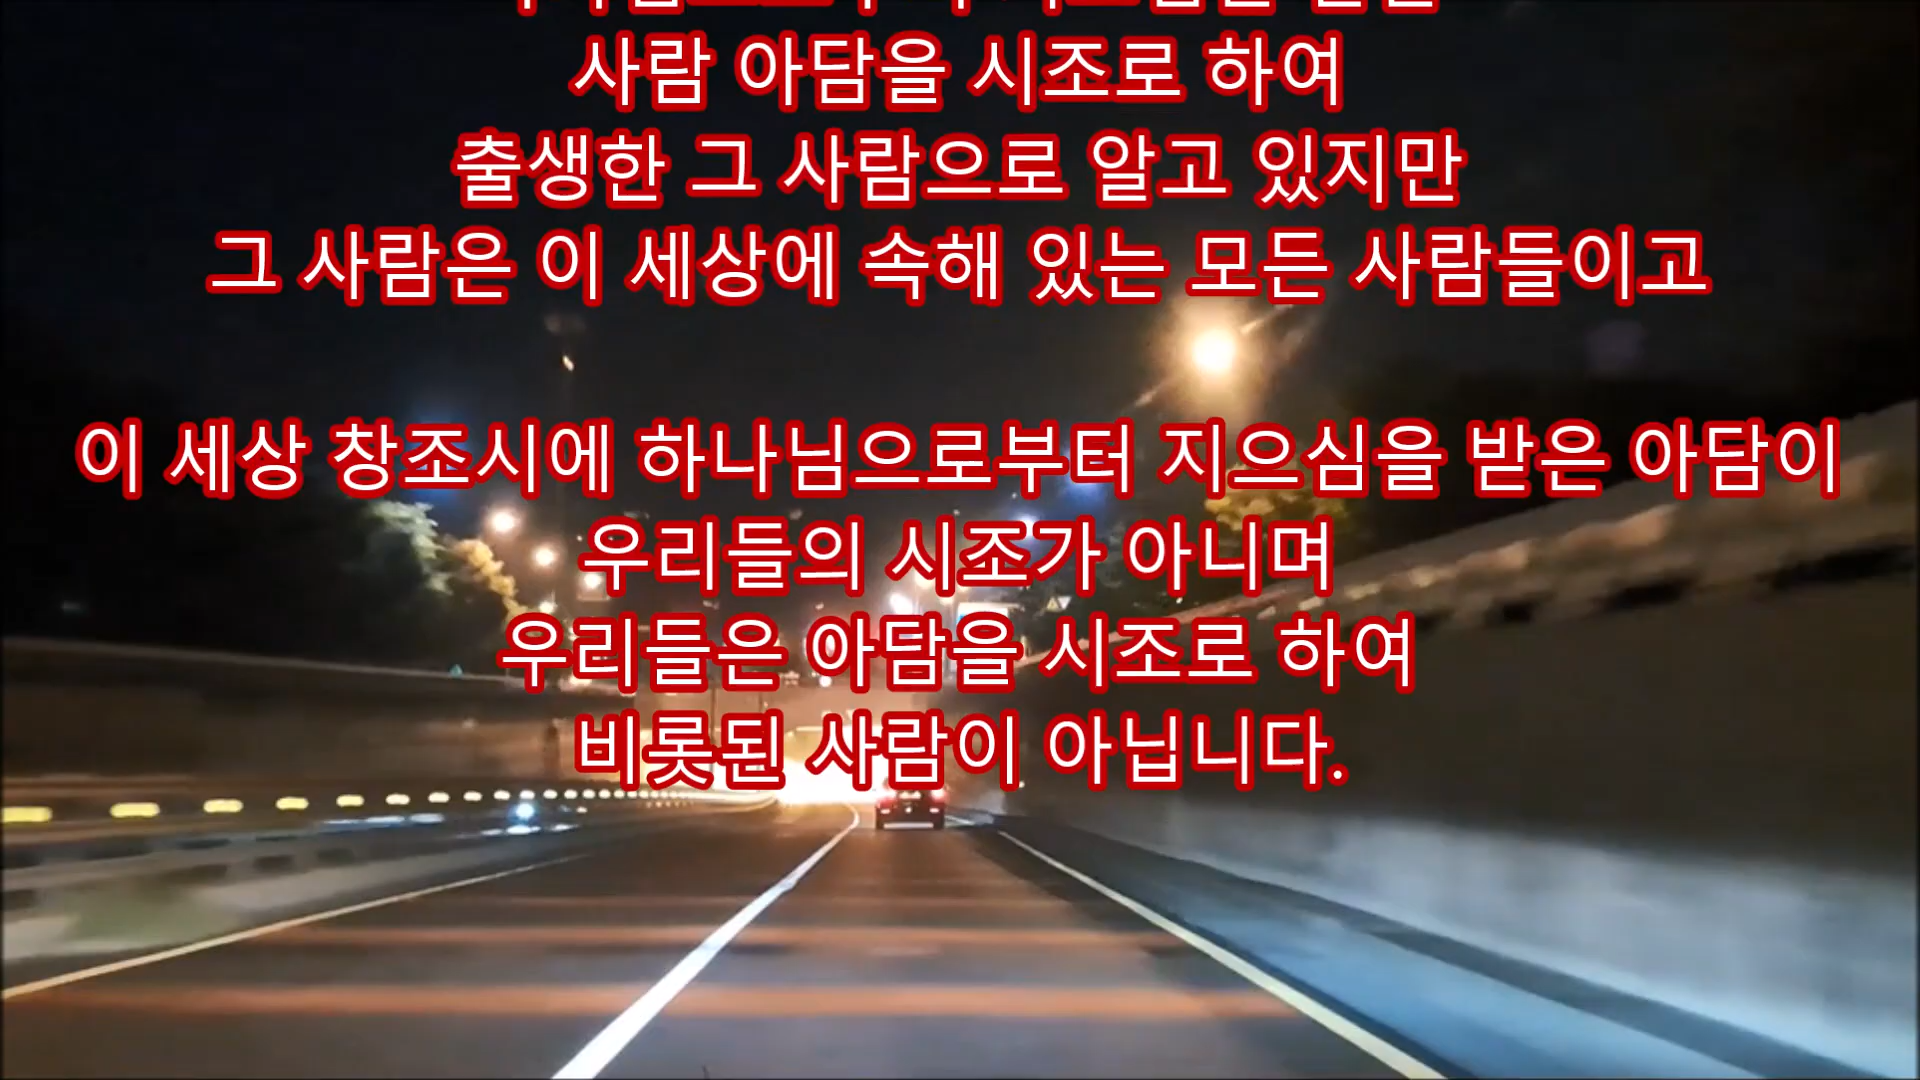 사람 아담을 시조로 하여
출생한 그 사람으로 알고 있지만
그 사람은 이 세상에 속해 있는 모든 사람들이고
이 세상 창조시에 하나님으로부터 지으심을 받은 아담이
우리들의 시조가 아니며
우리들은 아담을 시조로 하여
비롯된 사람이 아닙니다.